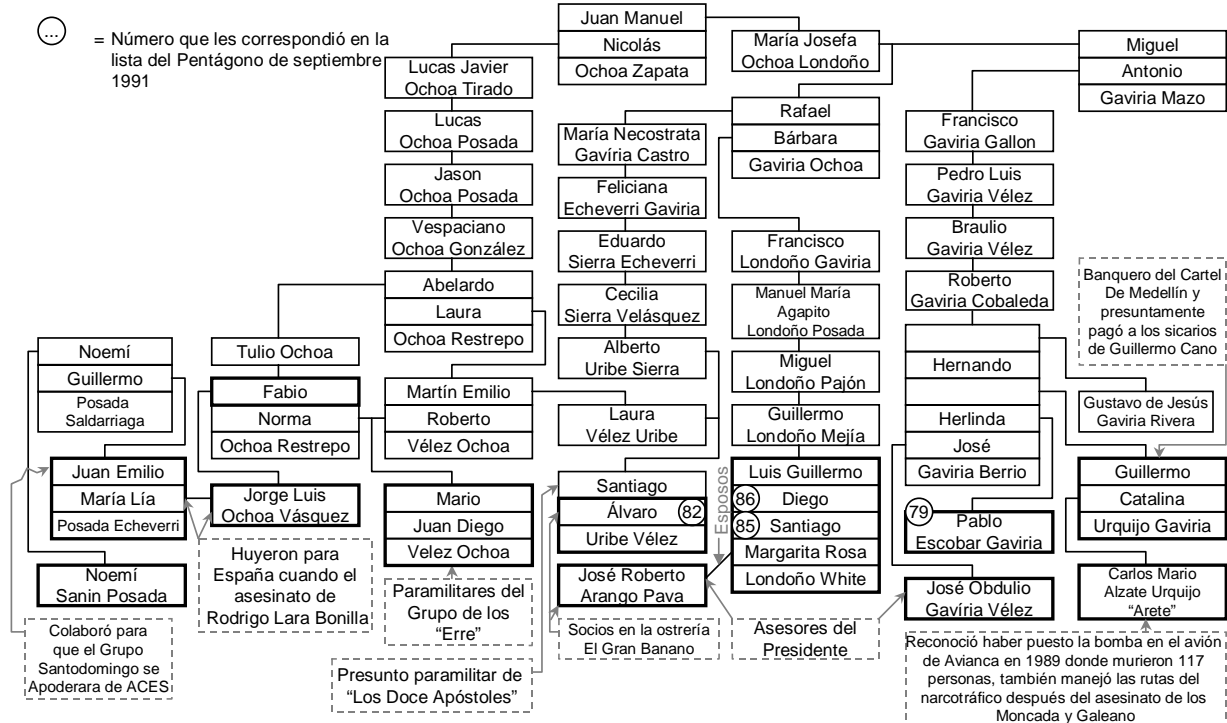 ...
= Número que les correspondió en la
lista del Pentágono de septiembre
1991
Juan Manuel
Nicolás
Ochoa Zapata
María Josefa
Ochoa Londoño
Miguel
Antonio
Gaviria Mazo
Lucas Javier
Ochoa Tirado
Lucas
Ochoa Posada
Jason
Ochoa Posada
Vespaciano
Ochoa González
Abelardo
Laura
Ochoa Restrepo
María Necostrata
Gavíria Castro
Feliciana
Echeverri Gaviria
Eduardo
Sierra Echeverri
Cecilia
Sierra Velásquez
Alberto
Uribe Sierra
Rafael
Bárbara
Gaviria Ochoa
Francisco
Londoño Gaviria
Manuel María
Agapito
Londoño Posada
Miguel
Londoño Pajón
Guillermo
Londoño Mejía
Francisco
Gaviria Gallon
Pedro Luis
Gaviria Vélez
Braulio
Gaviria Vélez
Roberto
Gaviria Cobaleda
Hernando
Herlinda
José
Gaviria Berrio
Banquero del Cartel
De Medellín y
presuntamente
pagó a los sicarios
de Guillermo Cano
Gustavo de Jesús
Gaviria Rivera
Noemí
Guillermo
Posada
Saldarriaga
Tulio Ochoa
Fabio
Norma
Ochoa Restrepo
Martín Emilio
Roberto
Vélez Ochoa
Laura
Vélez Uribe
Juan Emilio
María Lía
Posada Echeverri
Jorge Luis
Ochoa Vásquez
Mario
Juan Diego
Velez Ochoa
Santiago
Álvaro
82
Uribe Vélez
Esposos
Luis Guillermo
86
Diego
85
Santiago
Margarita Rosa
Londoño White
79
Pablo
Escobar Gaviria
Guillermo
Catalina
Urquijo Gaviria
Noemí
Sanin Posada
José Roberto
Arango Pava
José Obdulio
Gavíria Vélez
Carlos Mario
Alzate Urquijo
“Arete”
Huyeron para
España cuando el
asesinato de
Rodrigo Lara Bonilla
Paramilitares del
Grupo de los
“Erre”
Socios en la ostrería
El Gran Banano
Asesores del
Presidente
Colaboró para
que el Grupo
Santodomingo se
Apoderara de ACES
Presunto paramilitar de
“Los Doce Apóstoles”
Reconoció haber puesto la bomba en el avión
de Avianca en 1989 donde murieron 117
personas, también manejó las rutas del
narcotráfico después del asesinato de los
Moncada y Galeano